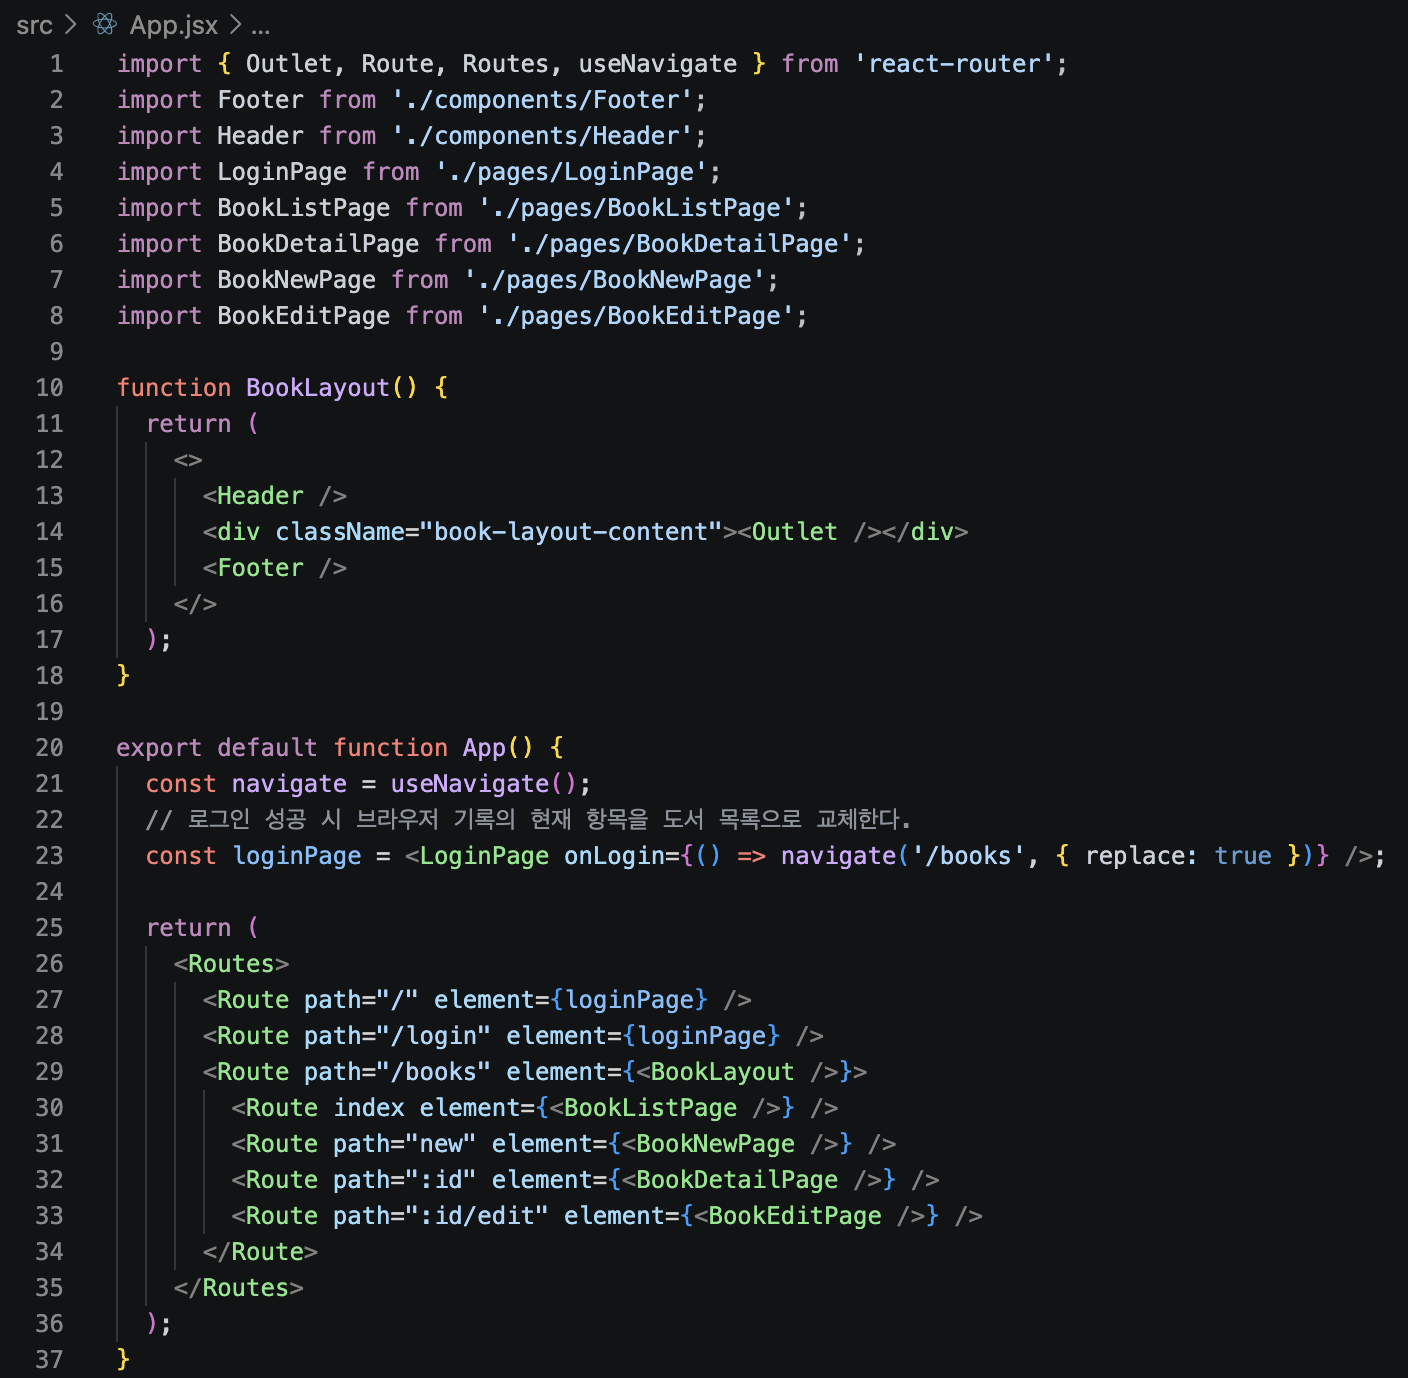 src > App.jsx > ...
1 import { Outlet, Route, Routes, useNavigate } from 'react-router';
2 import Footer from './components/Footer';
3 import Header from './components/Header';
4 import LoginPage from './pages/LoginPage';
5 import BookListPage from './pages/BookListPage';
6 import BookDetailPage from './pages/BookDetailPage';
7 import BookNewPage from './pages/BookNewPage';
8 import BookEditPage from './pages/BookEditPage';
9
10 function BookLayout() {
11   return (
12     <>
13       <Header />
14       <div className="book-layout-content"><Outlet /></div>
15       <Footer />
16     </>
17   );
18 }
19
20 export default function App() {
21   const navigate = useNavigate();
22   // 로그인 성공 시 브라우저 기록의 현재 항목을 도서 목록으로 교체한다.
23   const loginPage = <LoginPage onLogin={() => navigate('/books', { replace: true })} />;
24
25   return (
26     <Routes>
27       <Route path="/" element={loginPage} />
28       <Route path="/login" element={loginPage} />
29       <Route path="/books" element={<BookLayout />}>
30         <Route index element={<BookListPage />} />
31         <Route path="new" element={<BookNewPage />} />
32         <Route path=":id" element={<BookDetailPage />} />
33         <Route path=":id/edit" element={<BookEditPage />} />
34       </Route>
35     </Routes>
36   );
37 }